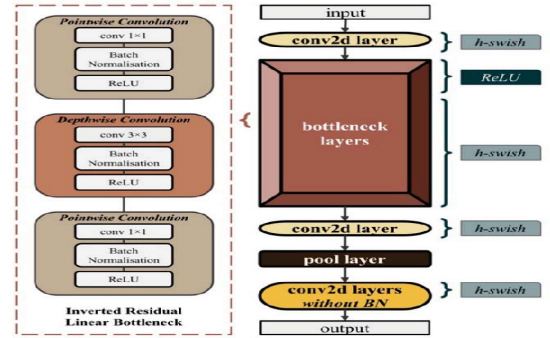 Pointwise Convolution
conv 1×1
Batch
Normalisation
ReLU
Depthwise Convolution
conv 3×3
Batch
Normalisation
ReLU
Pointwise Convolution
conv 1×1
Batch
Normalisation
ReLU
Inverted Residual
Linear Bottleneck
input
conv2d layer
h-swish
ReLU
bottleneck
layers
h-swish
conv2d layer
h-swish
pool layer
conv2d layers
without BN
h-swish
output